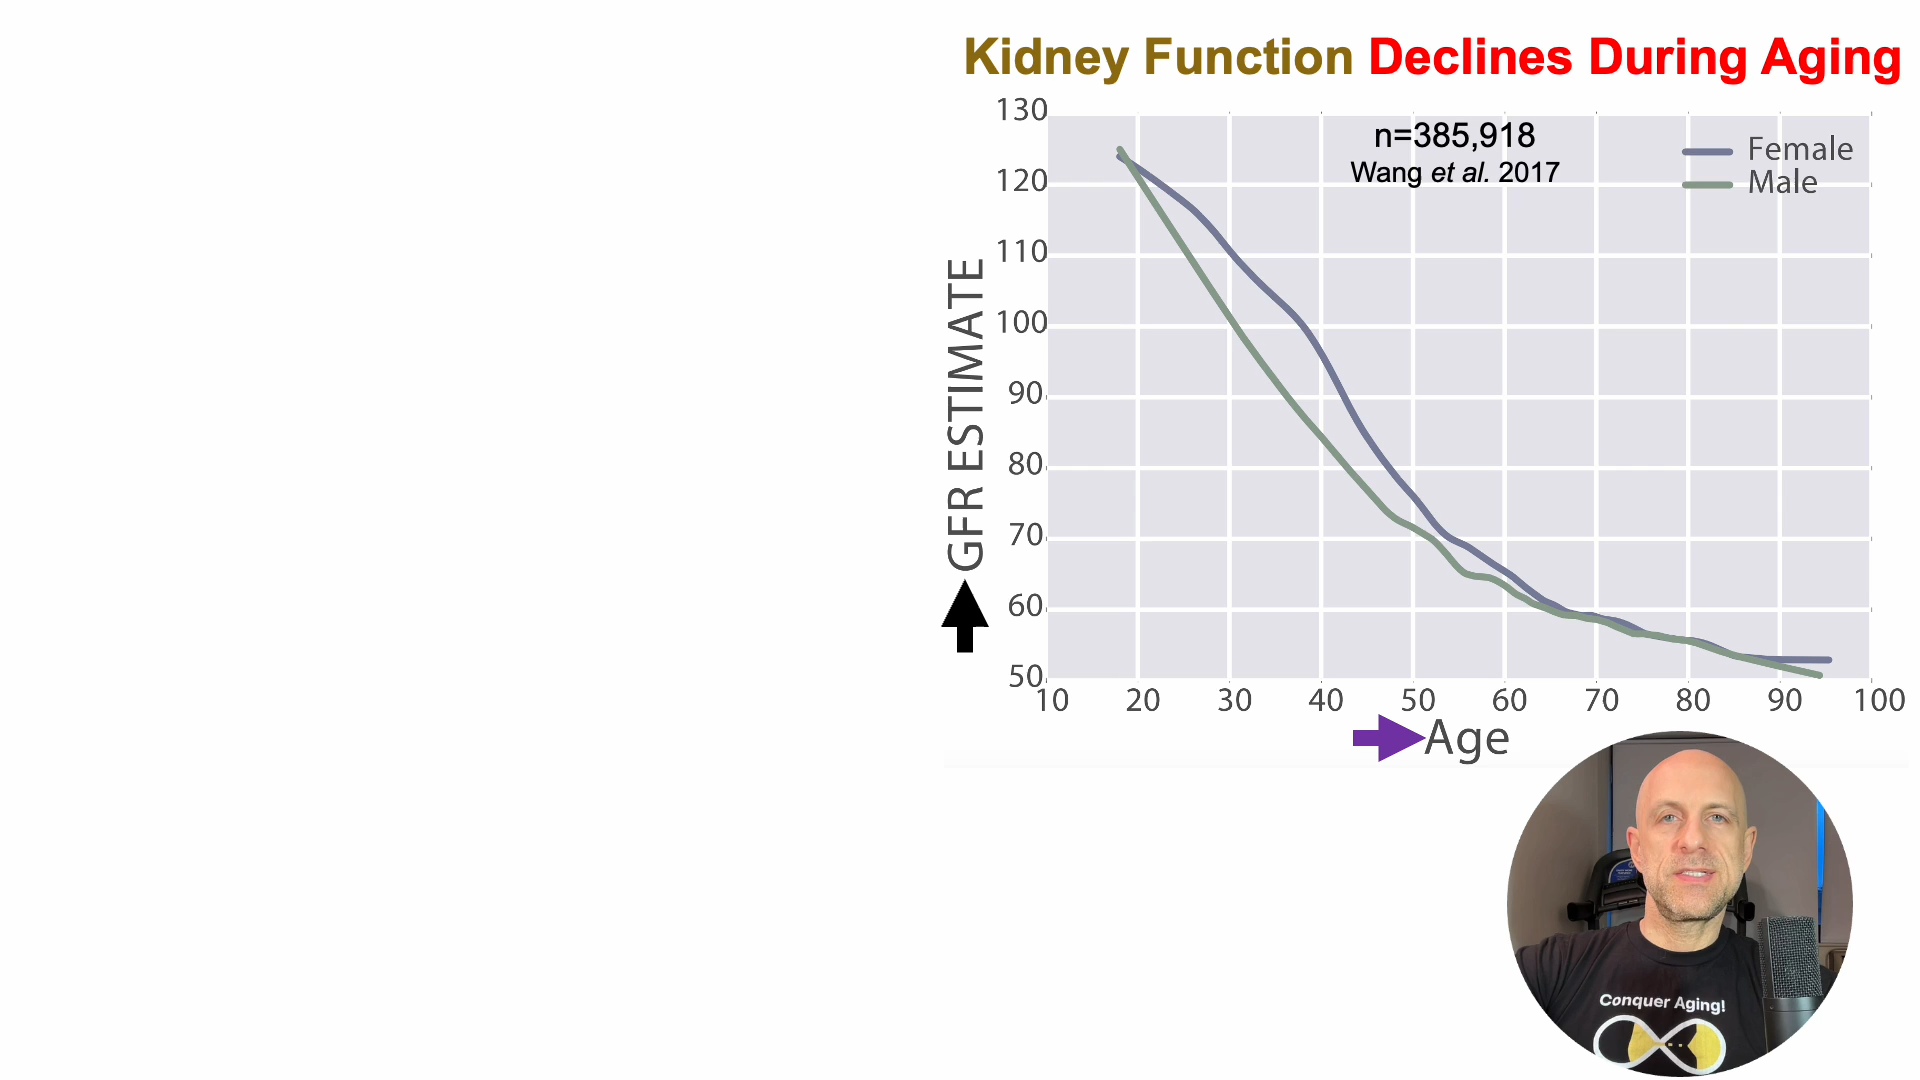 Kidney Function Declines During Aging
n=385,918
Wang et al. 2017
Female
Male
GFR ESTIMATE
130
120
110
100
90
80
70
60
50
10 20 30 40 50 60 70 80 90 100
Age
Conquer Aging!